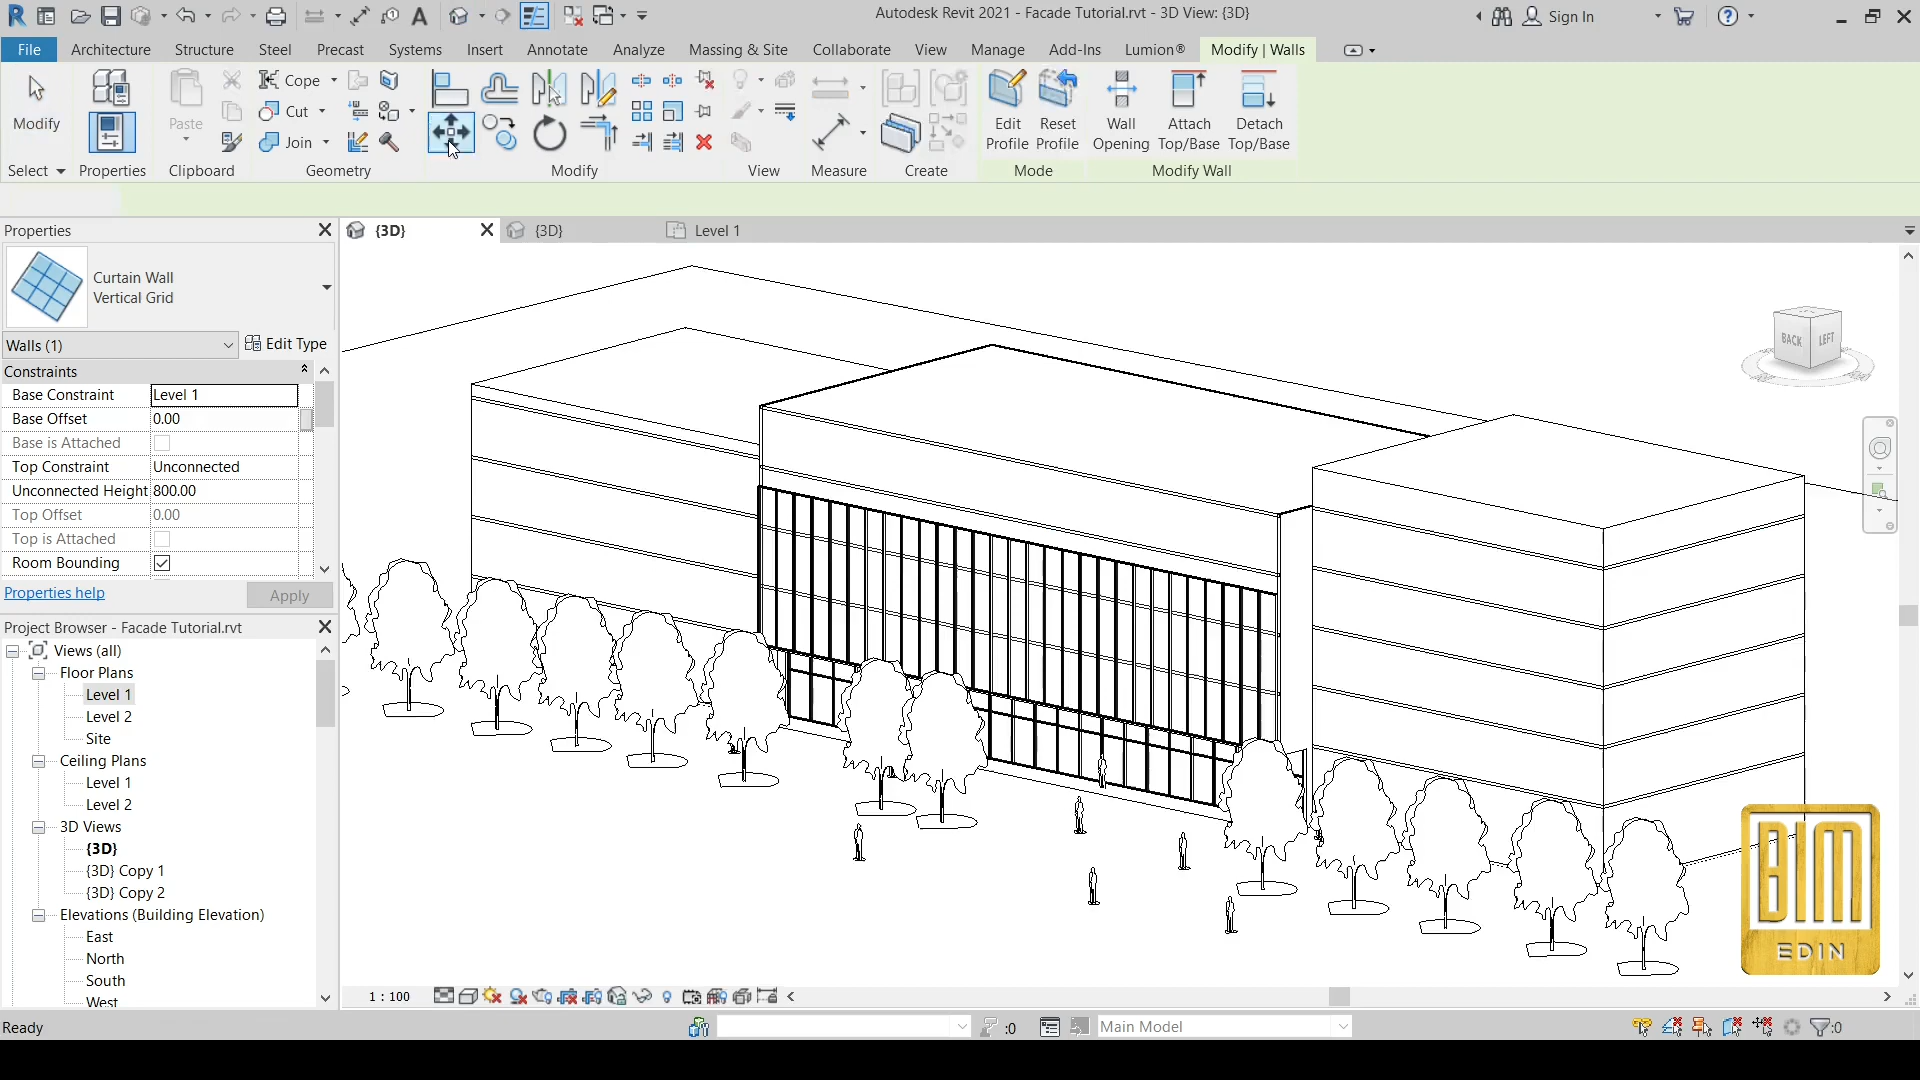 Autodesk Revit 2021 - Facade Tutorial.rvt - 3D View: {3D}
Sign In
File
Architecture
Structure
Steel
Precast
Systems
Insert
Annotate
Analyze
Massing & Site
Collaborate
View
Manage
Add-Ins
Lumion®
Modify | Walls
Modify
Paste
Cope
Cut
Join
Edit
Profile
Reset
Profile
Wall
Opening
Attach
Top/Base
Detach
Top/Base
Select
Properties
Clipboard
Geometry
Modify
View
Measure
Create
Mode
Modify Wall
Properties
{3D}
{3D}
Level 1
Curtain Wall
Vertical Grid
Walls (1)
Edit Type
Constraints
Base Constraint
Level 1
Base Offset
0.00
Base is Attached
Top Constraint
Unconnected
Unconnected Height
800.00
Top Offset
0.00
Top is Attached
Room Bounding
Properties help
Apply
Project Browser - Facade Tutorial.rvt
Views (all)
Floor Plans
Level 1
Level 2
Site
Ceiling Plans
Level 1
Level 2
3D Views
{3D}
{3D} Copy 1
{3D} Copy 2
Elevations (Building Elevation)
East
North
South
West
BACK
LEFT
BIM
EDIN
1 : 100
Ready
:0
Main Model
:0